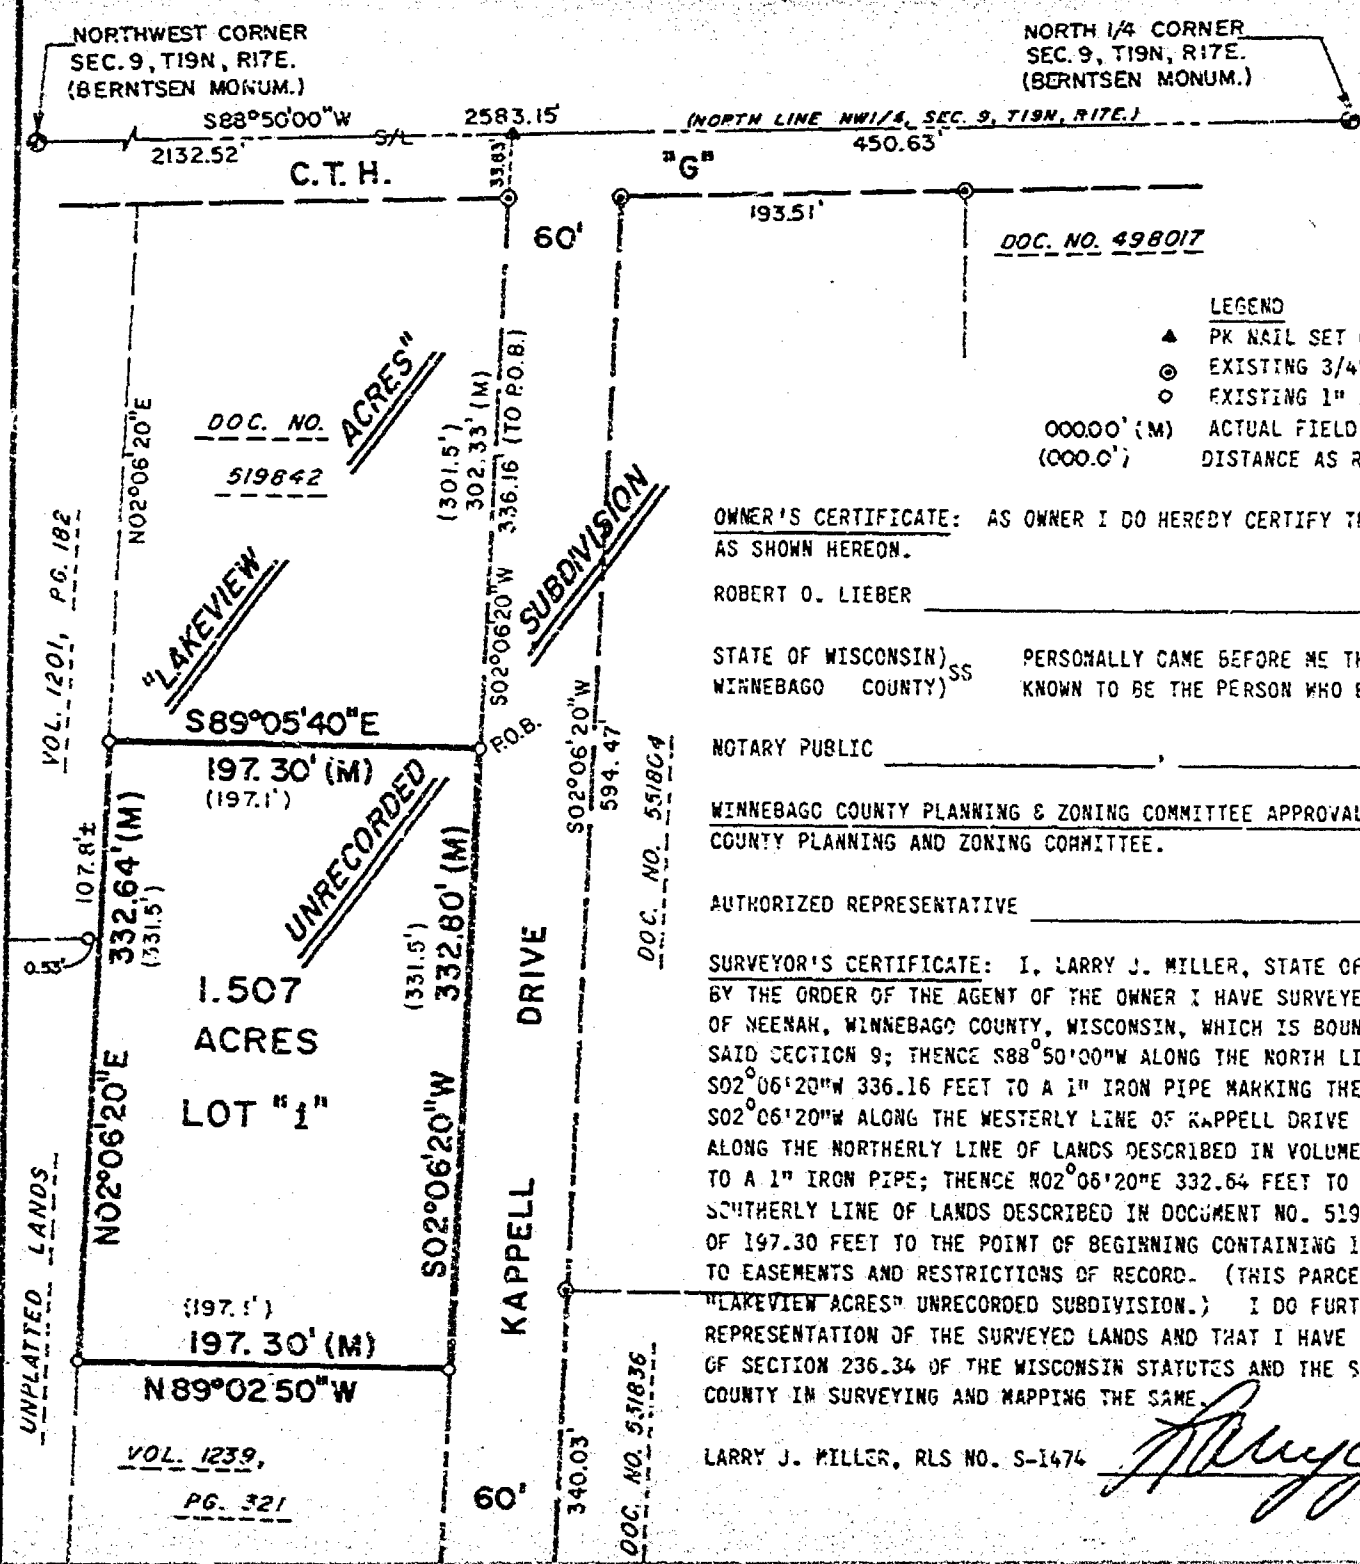 NORTHWEST CORNER
SEC. 9, T19N, R17E.
(BERNTSEN MONUM.)
NORTH 1/4 CORNER
SEC. 9, T19N, R17E.
(BERNTSEN MONUM.)
S88°50'00"W
2583.15'
(NORTH LINE NW1/4, SEC. 9, T19N, R17E.)
2132.52'
S/L
450.63'
C.T.H.
33.83'
"G"
60'
193.51'
DOC. NO. 498017
LEGEND
PK NAIL SET
EXISTING 3/4"
EXISTING 1"
000.00' (M) ACTUAL FIELD
(000.0') DISTANCE AS R
N02°06'20"E
DOC. NO.
519842
"LAKEVIEW ACRES"
(301.5')
302.33' (M)
336.16' (TO P.O.B.)
S02°06'20"W
SUBDIVISION
VOL. 1201, PG. 182
S89°05'40"E
P.O.B.
197.30' (M)
(197.1')
UNRECORDED
S02°06'20"W
594.47'
DOC. NO. 551804
107.8'±
332.64' (M)
(331.5')
0.53'
(331.5')
332.80' (M)
1.507
ACRES
LOT "1"
N02°06'20"E
S02°06'20"W
KAPPELL DRIVE
UNPLATTED LANDS
(197.1')
197.30' (M)
N89°02'50"W
VOL. 1239,
PG. 321
60'
340.03'
DOC. NO. 531836
OWNER'S CERTIFICATE: AS OWNER I DO HEREBY CERTIFY
AS SHOWN HEREON.
ROBERT O. LIEBER
STATE OF WISCONSIN)SS PERSONALLY CAME BEFORE ME
WINNEBAGO COUNTY) KNOWN TO BE THE PERSON WHO
NOTARY PUBLIC ,
WINNEBAGO COUNTY PLANNING & ZONING COMMITTEE APPROVAL
COUNTY PLANNING AND ZONING COMMITTEE.
AUTHORIZED REPRESENTATIVE
SURVEYOR'S CERTIFICATE: I, LARRY J. MILLER, STATE OF
BY THE ORDER OF THE AGENT OF THE OWNER I HAVE SURVEYE
OF NEENAH, WINNEBAGO COUNTY, WISCONSIN, WHICH IS BOUN
SAID SECTION 9; THENCE S88°50'00"W ALONG THE NORTH LI
S02°06'20"W 336.16 FEET TO A 1" IRON PIPE MARKING THE
S02°06'20"W ALONG THE WESTERLY LINE OF KAPPELL DRIVE
ALONG THE NORTHERLY LINE OF LANDS DESCRIBED IN VOLUME
TO A 1" IRON PIPE; THENCE N02°06'20"E 332.64 FEET TO
SOUTHERLY LINE OF LANDS DESCRIBED IN DOCUMENT NO. 519
OF 197.30 FEET TO THE POINT OF BEGINNING CONTAINING 1
TO EASEMENTS AND RESTRICTIONS OF RECORD. (THIS PARCE
"LAKEVIEW ACRES" UNRECORDED SUBDIVISION.) I DO FURT
REPRESENTATION OF THE SURVEYED LANDS AND THAT I HAVE
OF SECTION 236.34 OF THE WISCONSIN STATUTES AND THE S
COUNTY IN SURVEYING AND MAPPING THE SAME.
LARRY J. MILLER, RLS NO. S-1474